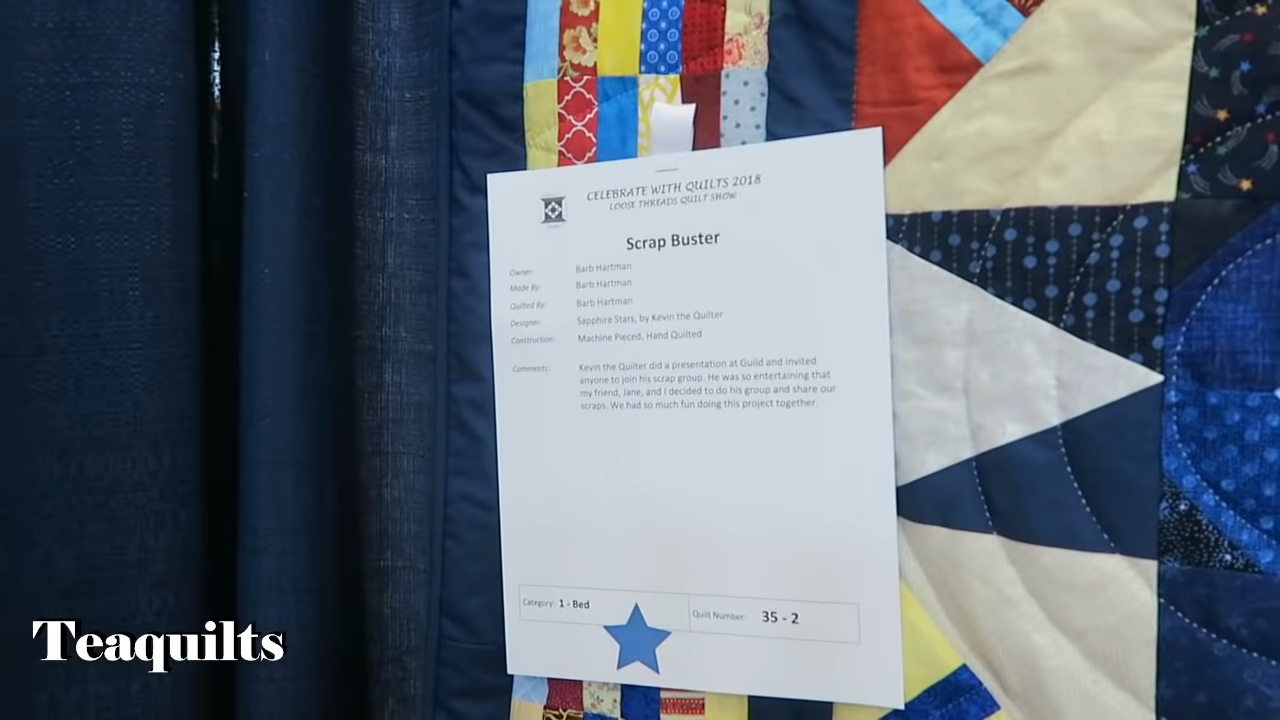 CELEBRATE WITH QUILTS 2018
LOOSE THREADS QUILT SHOW
Scrap Buster
Owner: Barb Hartman
Made By: Barb Hartman
Quilted By: Barb Hartman
Designer: Sapphire Stars, by Kevin the Quilter
Construction: Machine Pieced, Hand Quilted
Comments: Kevin the Quilter did a presentation at Guild and invited
anyone to join his scrap group. He was so entertaining that
my friend, Jane, and I decided to do his group and share our
scraps. We had so much fun doing this project together.
Category: 1 - Bed
Quilt Number: 35 - 2
Teaquilts